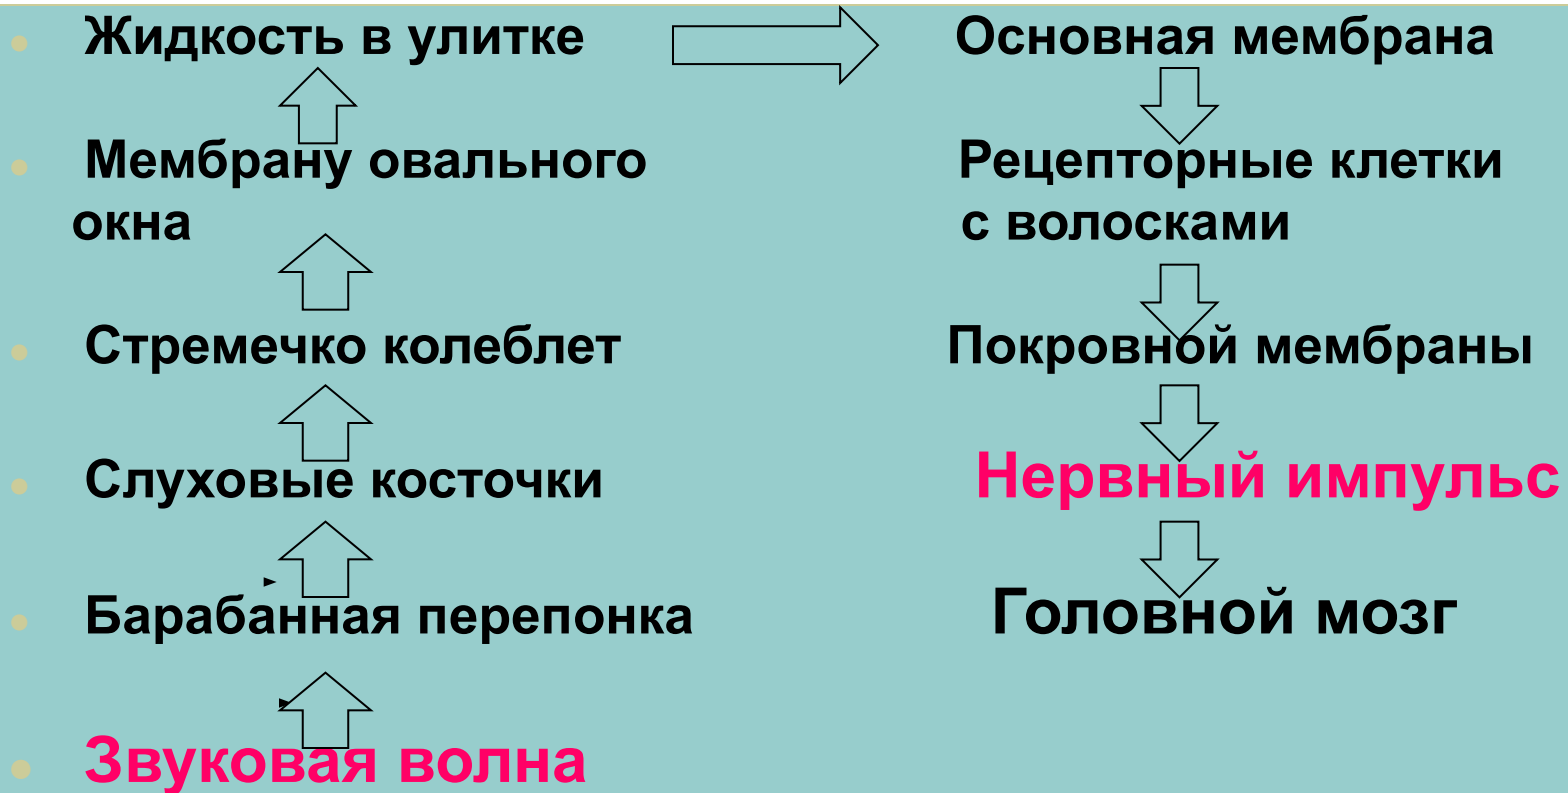 Жидкость в улитке
Основная мембрана
Мембрану овального
окна
Рецепторные клетки
с волосками
Стремечко колеблет
Покровной мембраны
Слуховые косточки
Нервный импульс
Барабанная перепонка
Головной мозг
Звуковая волна